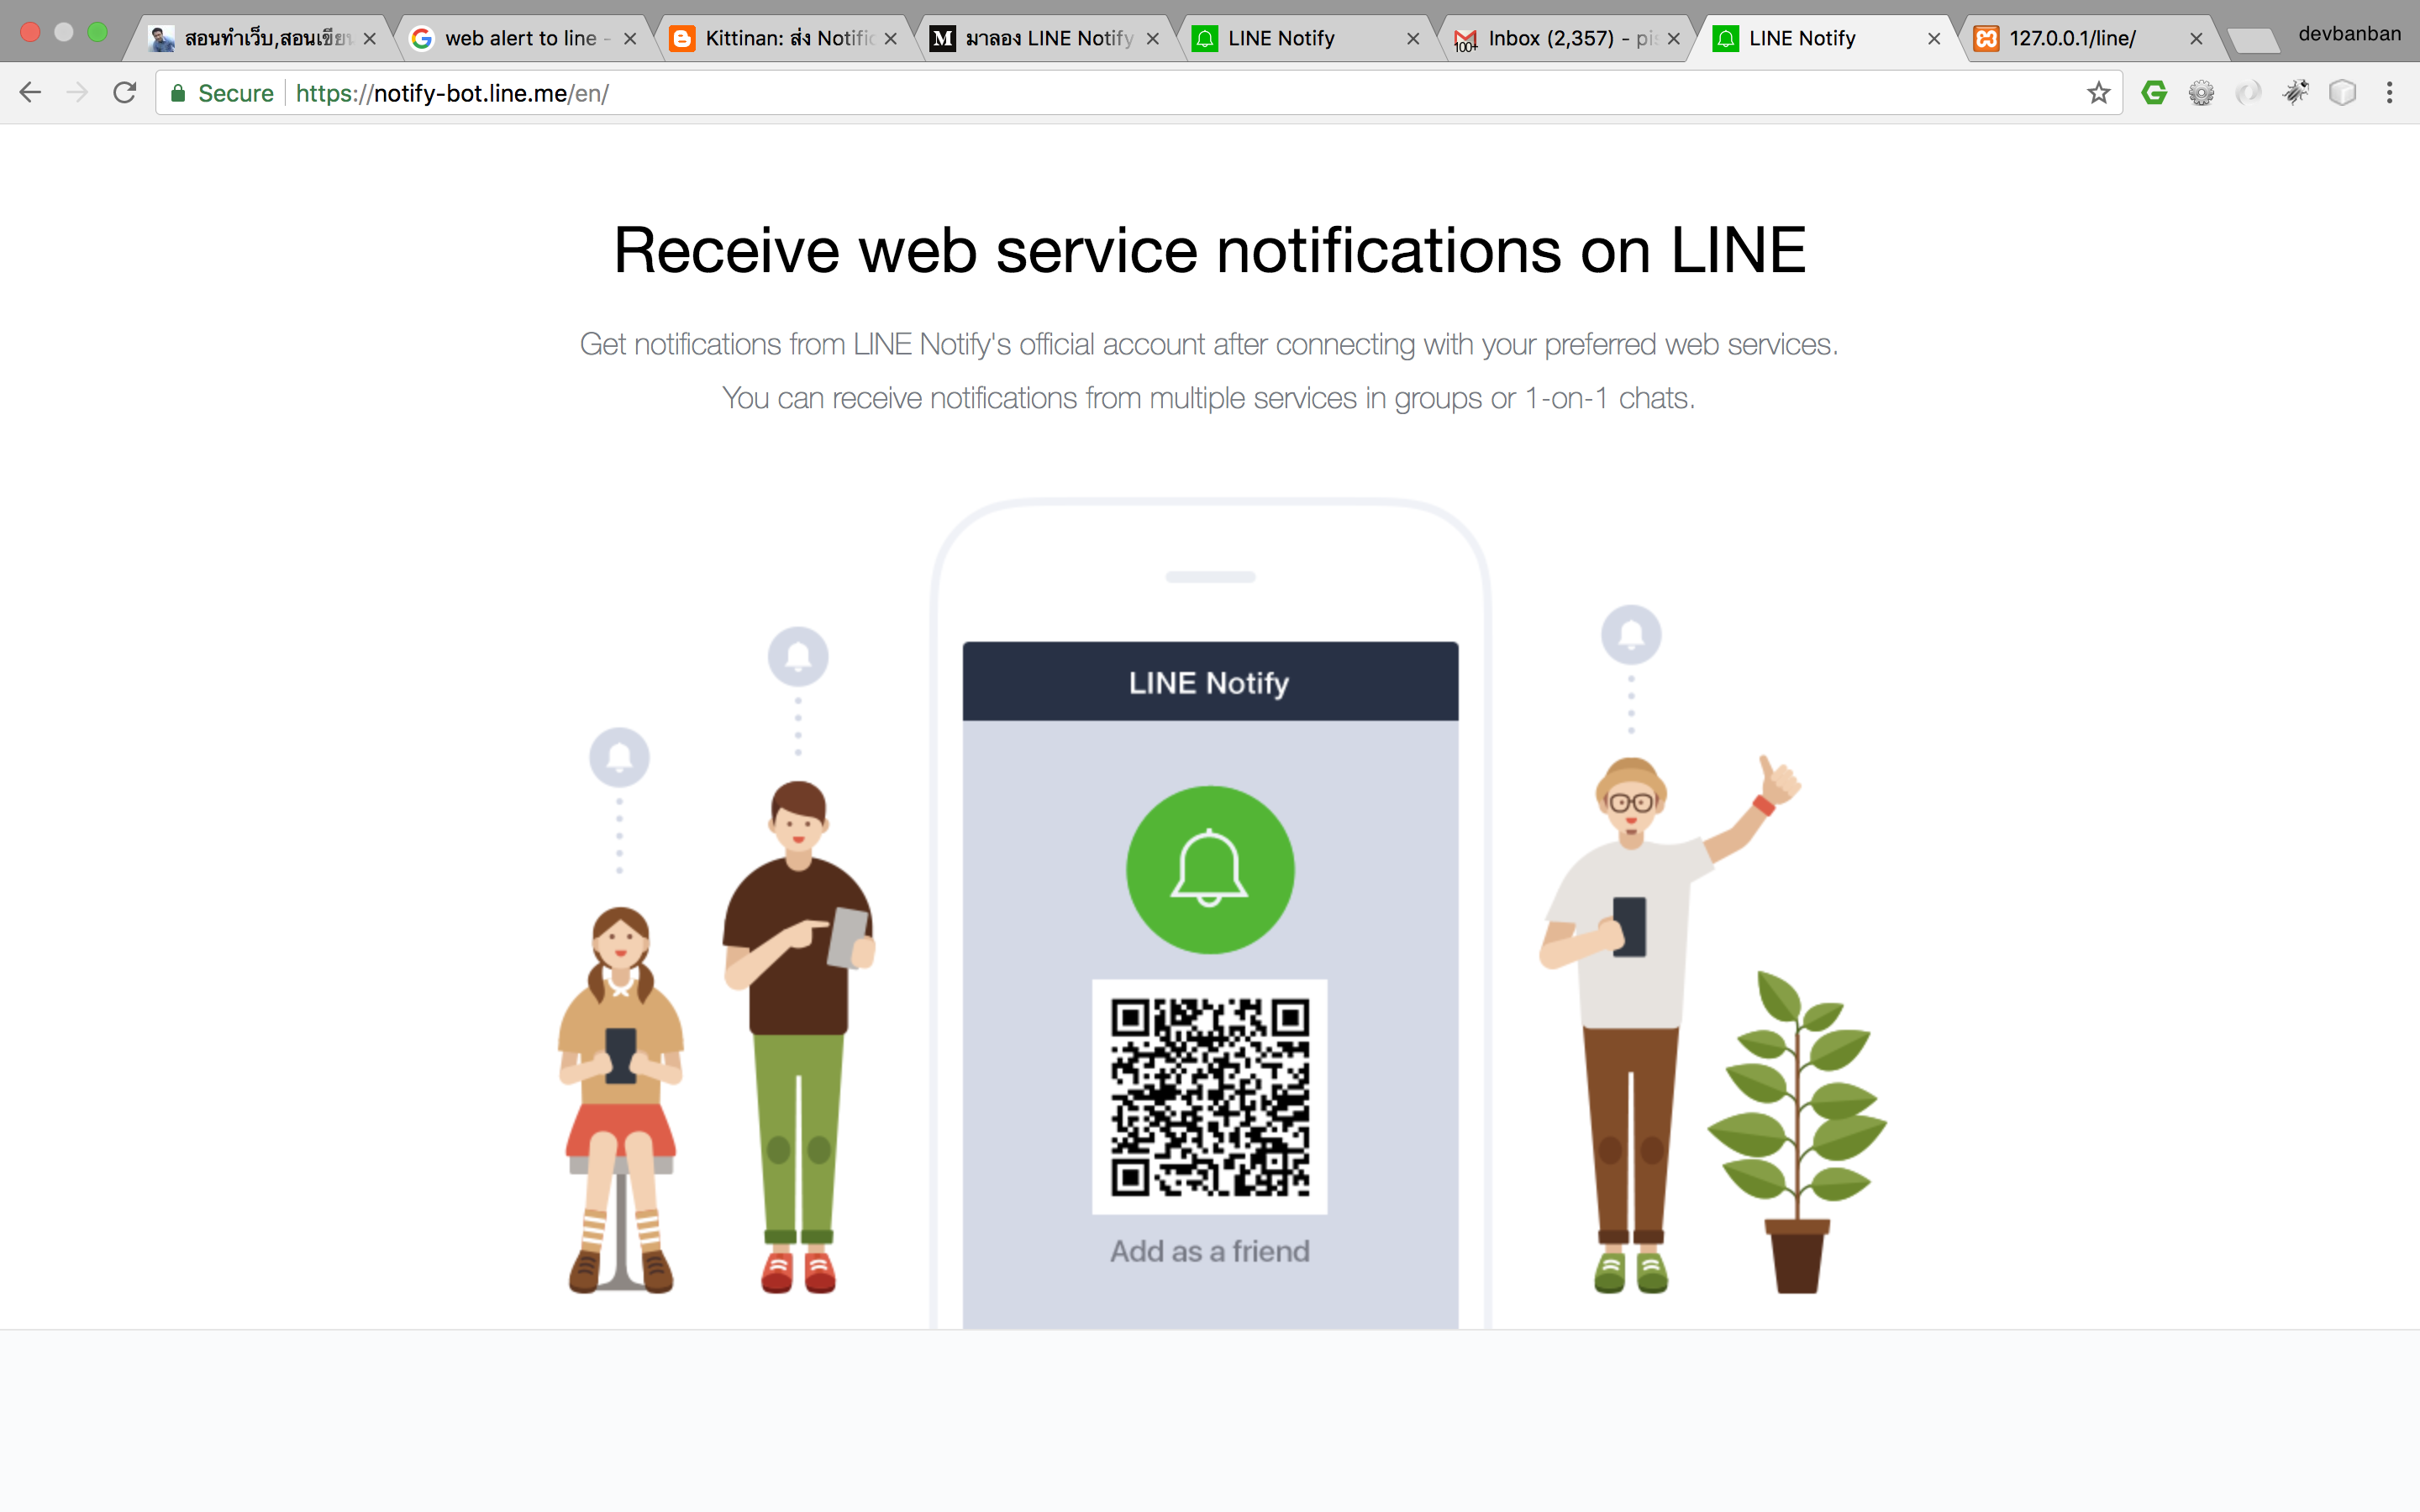 สอนทำเว็บ,สอนเขียน
web alert to line -
Kittinan: ส่ง Notific
M มาลอง LINE Notify
LINE Notify
100+ Inbox (2,357) - pis
LINE Notify
127.0.0.1/line/
devbanban
Secure https://notify-bot.line.me/en/
Receive web service notifications on LINE
Get notifications from LINE Notify's official account after connecting with your preferred web services.
You can receive notifications from multiple services in groups or 1-on-1 chats.
LINE Notify
Add as a friend